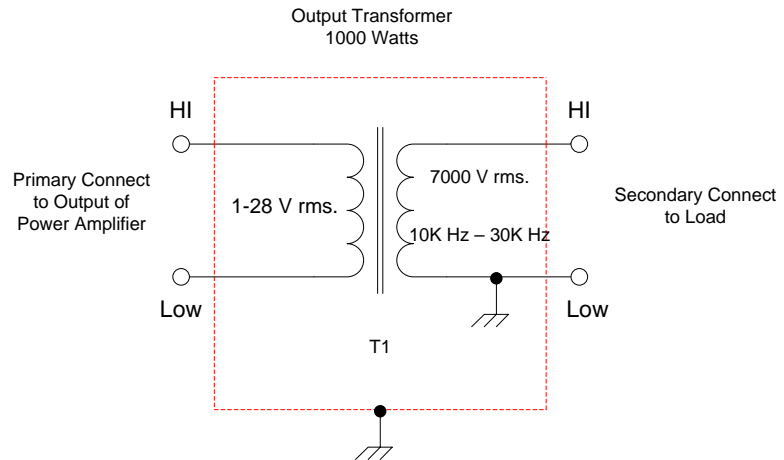 Output Transformer
1000 Watts
HI
HI
Primary Connect
to Output of
Power Amplifier
1-28 V rms.
7000 V rms.
10K Hz – 30K Hz
Secondary Connect
to Load
Low
Low
T1